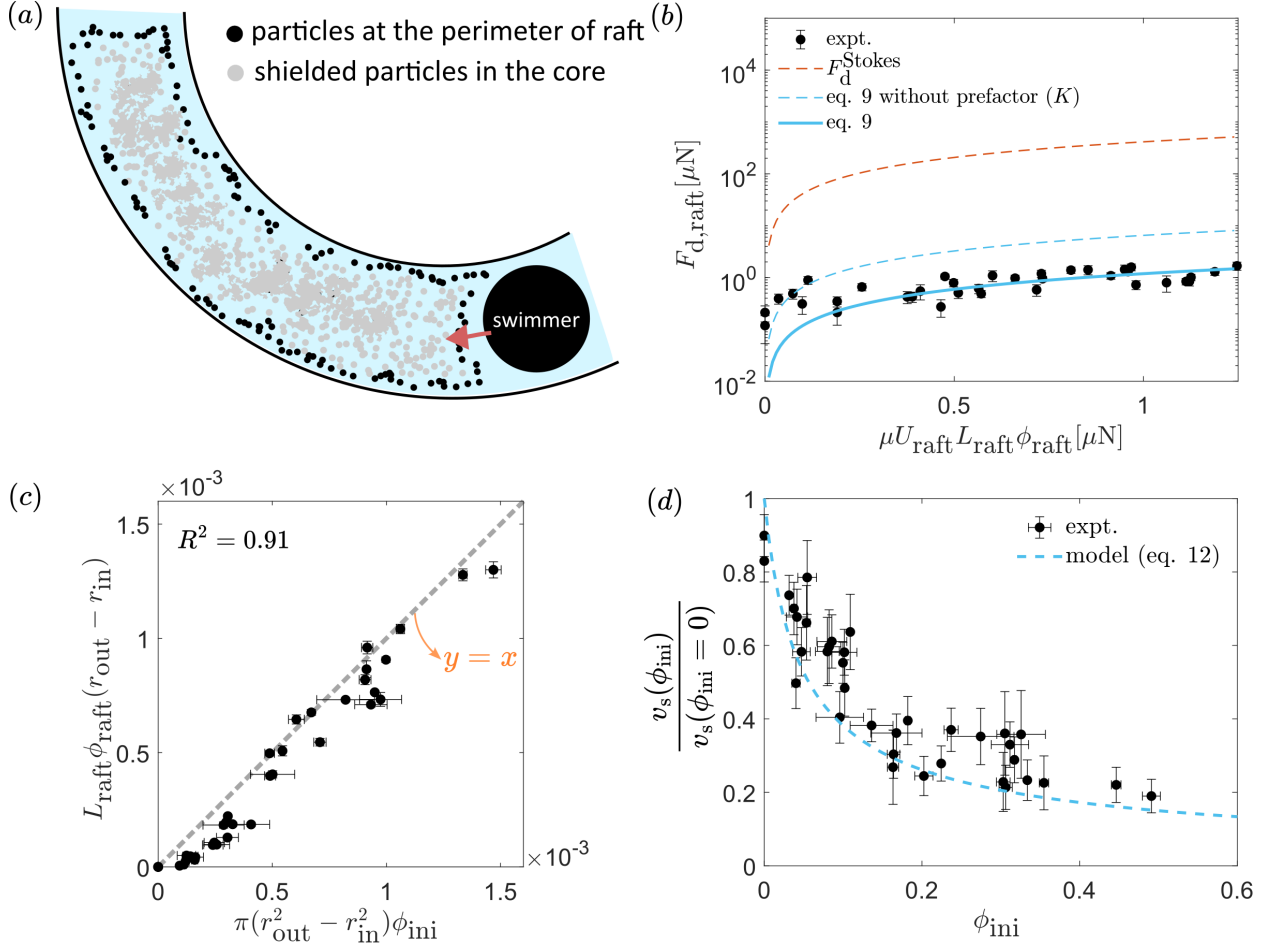 (a)
particles at the perimeter of raft
shielded particles in the core
swimmer
(b)
expt.
F_d^Stokes
eq. 9 without prefactor (K)
eq. 9
10^4
10^2
10^0
10^-2
F_d,raft[μN]
0
0.5
1
μU_raft L_raft ϕ_raft[μN]
(c)
×10^-3
R^2 = 0.91
1.5
1
0.5
0
L_raft ϕ_raft(r_out − r_in)
y = x
×10^-3
0
0.5
1
1.5
π(r_out^2 − r_in^2)ϕ_ini
(d)
expt.
model (eq. 12)
1
0.8
0.6
0.4
0.2
0
v_s(ϕ_ini)
v_s(ϕ_ini = 0)
0
0.2
0.4
0.6
ϕ_ini